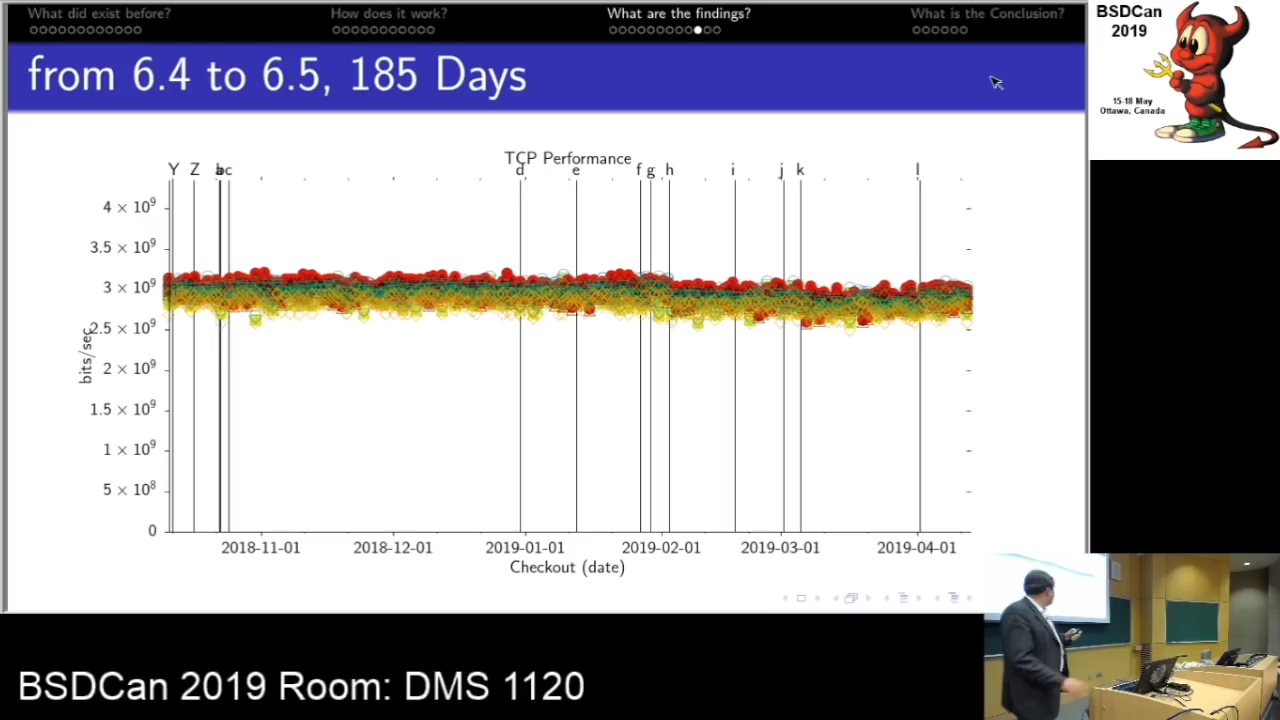 What did exist before? How does it work? What are the findings? What is the Conclusion?
from 6.4 to 6.5, 185 Days
BSDCan
2019
15-18 May
Ottawa, Canada
TCP Performance
Y Z a b c d e f g h i j k l
4 × 10⁹
3.5 × 10⁹
3 × 10⁹
2.5 × 10⁹
2 × 10⁹
1.5 × 10⁹
1 × 10⁹
5 × 10⁸
0
bits/sec
2018-11-01 2018-12-01 2019-01-01 2019-02-01 2019-03-01 2019-04-01
Checkout (date)
BSDCan 2019 Room: DMS 1120